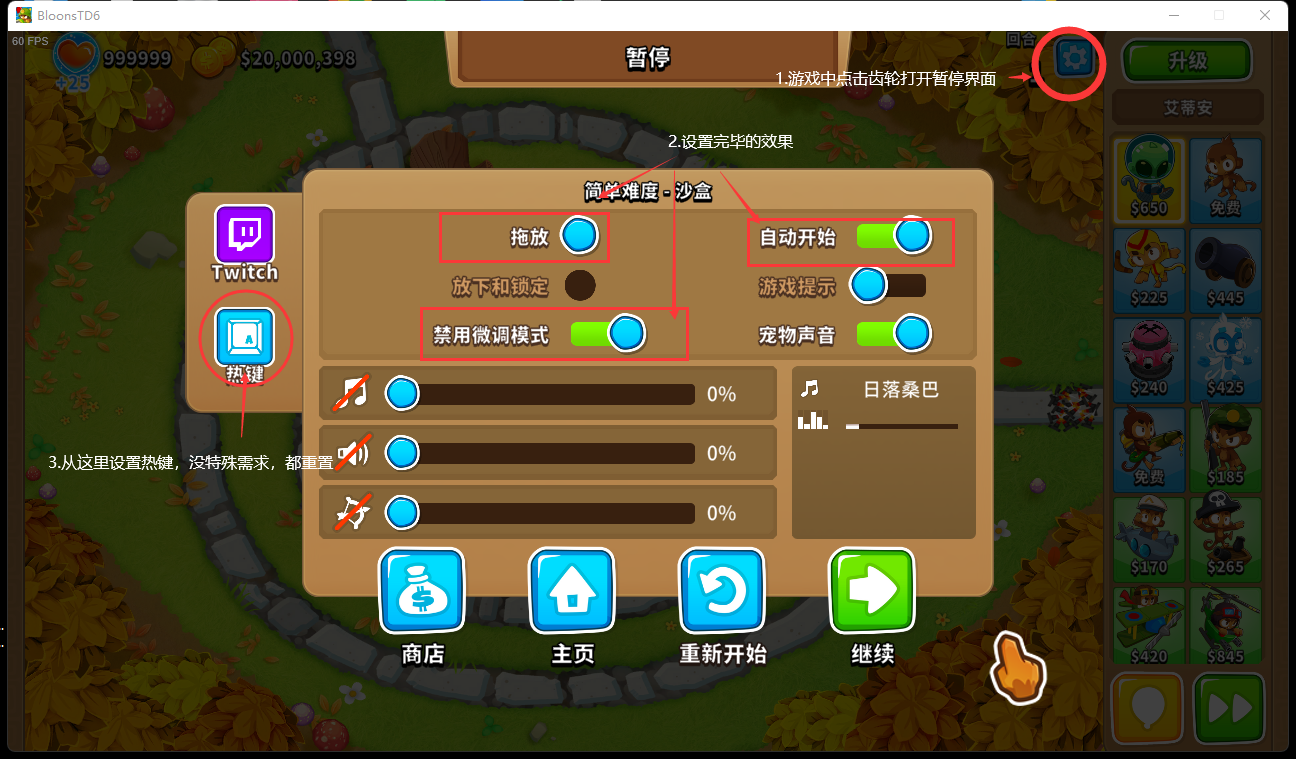 BloonsTD6
60 FPS
999999
+25
$20,000,398
暂停
回合
升级
1.游戏中点击齿轮打开暂停界面
艾蒂安
2.设置完毕的效果
简单难度 - 沙盒
$650
免费
Twitch
拖放
自动开始
放下和锁定
游戏提示
$225
$445
禁用微调模式
宠物声音
A
热键
0%
日落桑巴
$240
$425
3.从这里设置热键，没特殊需求，都重置
0%
免费
$185
0%
$170
$265
商店
主页
重新开始
继续
$420
$845